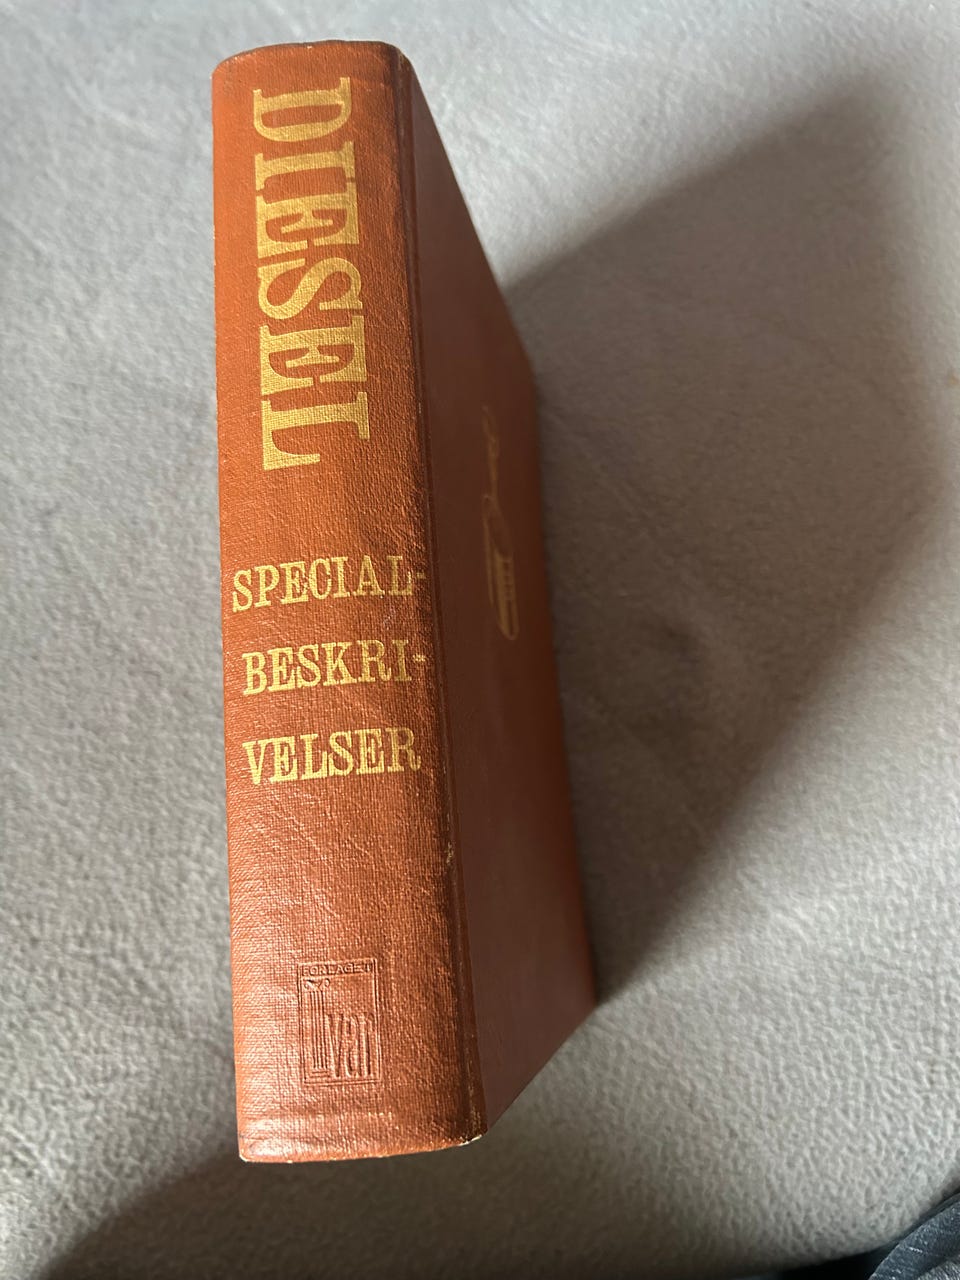 DIESEL
SPECIAL-
BESKRI-
VELSER
FORLAGET
Ivar